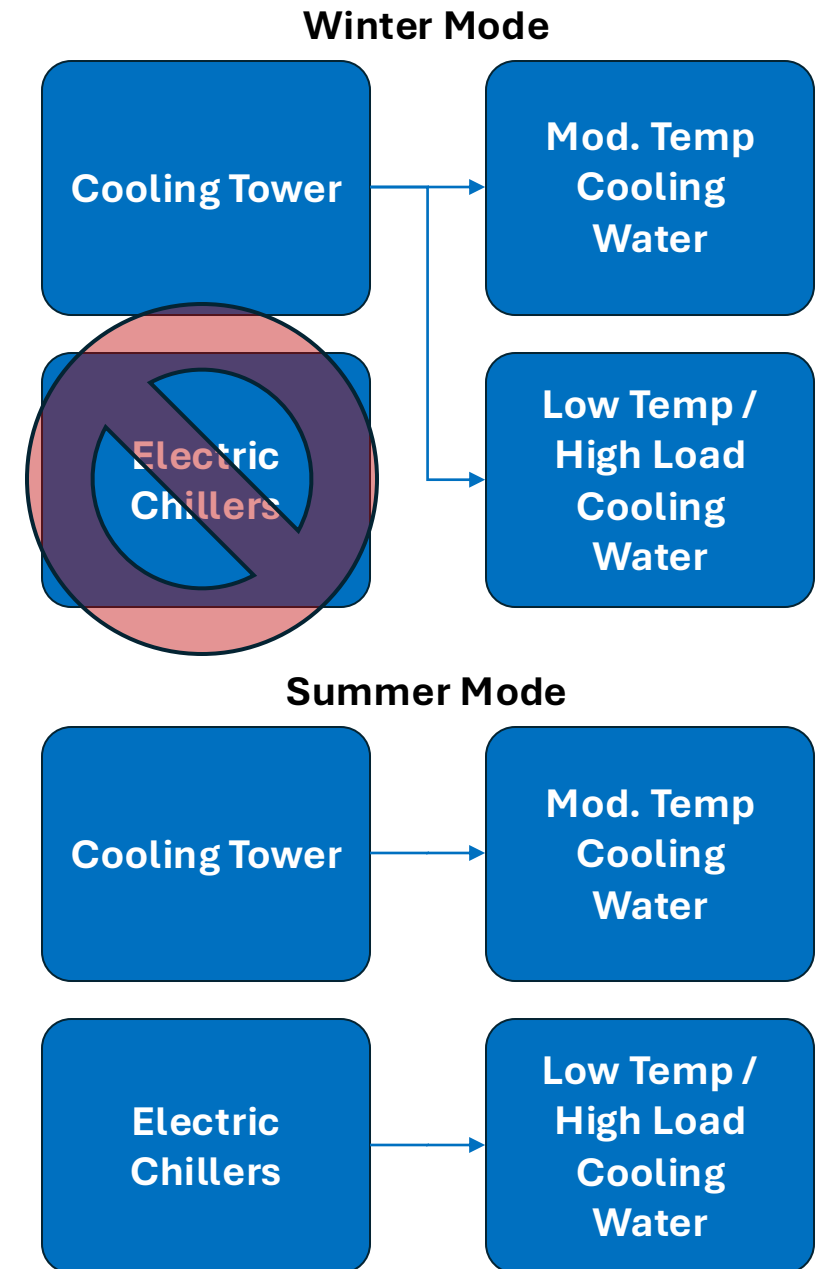 Winter Mode
Cooling Tower
Mod. Temp
Cooling
Water
Electric
Chillers
Low Temp /
High Load
Cooling
Water
Summer Mode
Cooling Tower
Mod. Temp
Cooling
Water
Electric
Chillers
Low Temp /
High Load
Cooling
Water